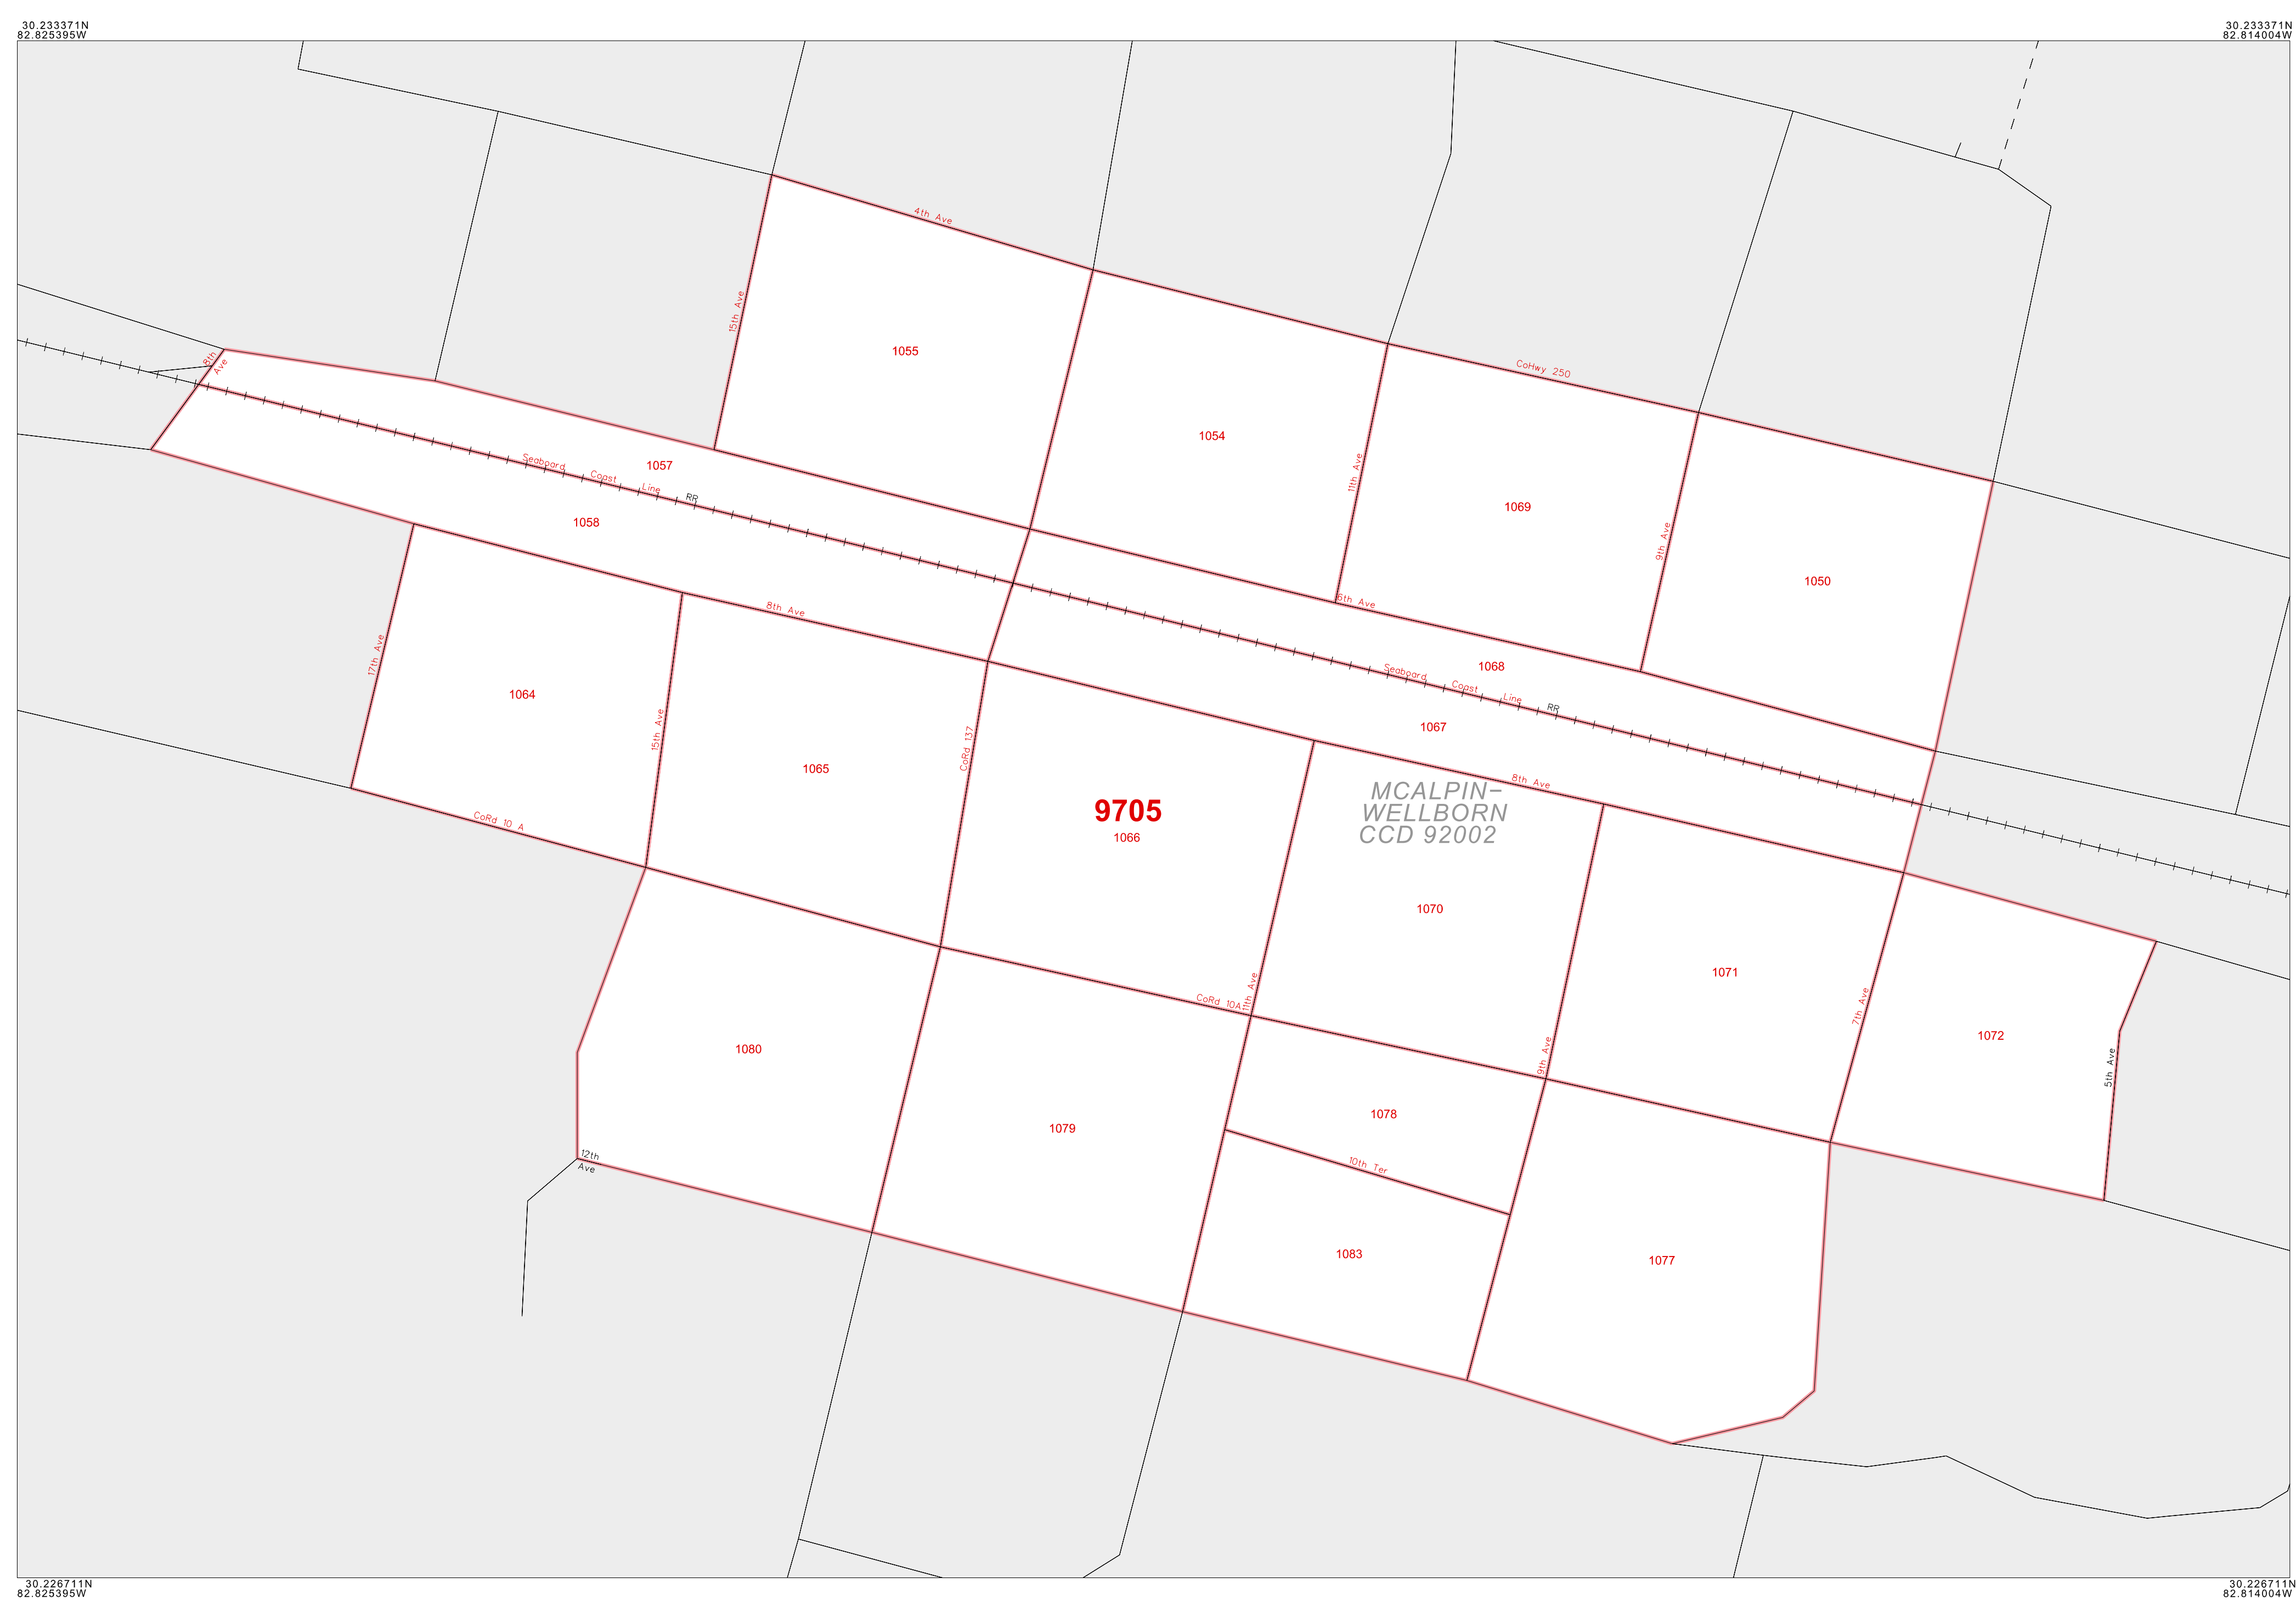 30.233371N
82.825395W
30.233371N
82.814004W
4th Ave
15th Ave
1055
8th
Ave
CoHwy 250
1054
11th Ave
1057
Seaboard Coast Line RR
1069
9th Ave
1058
1050
6th Ave
8th Ave
17th Ave
1064
1068
Seaboard Coast Line RR
15th Ave
1067
CoRd 137
1065
8th Ave
MCALPIN-
WELLBORN
CCD 92002
9705
1066
CoRd 10 A
1070
1071
11th Ave
CoRd 10A
7th Ave
1072
1080
9th Ave
5th Ave
1078
1079
12th
Ave
10th Ter
1083
1077
30.226711N
82.825395W
30.226711N
82.814004W